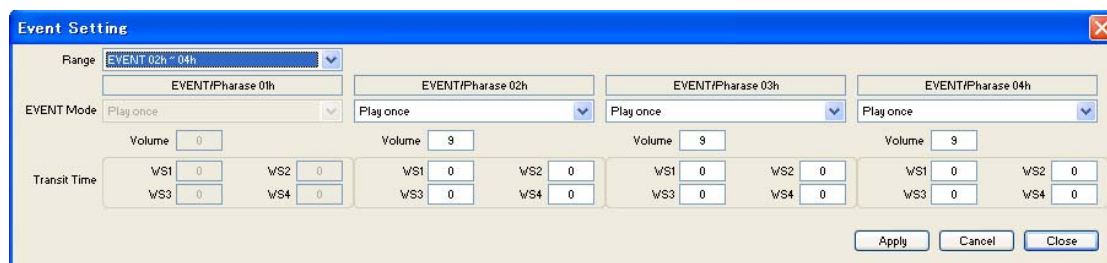 Event Setting
Range EVENT 02h ~ 04h
EVENT/Pharase 01h EVENT/Pharase 02h EVENT/Pharase 03h EVENT/Pharase 04h
EVENT Mode Play once Play once Play once Play once
Volume 0 Volume 9 Volume 9 Volume 9
Transit Time
WS1 0 WS2 0 WS1 0 WS2 0 WS1 0 WS2 0 WS1 0 WS2 0
WS3 0 WS4 0 WS3 0 WS4 0 WS3 0 WS4 0 WS3 0 WS4 0
Apply Cancel Close